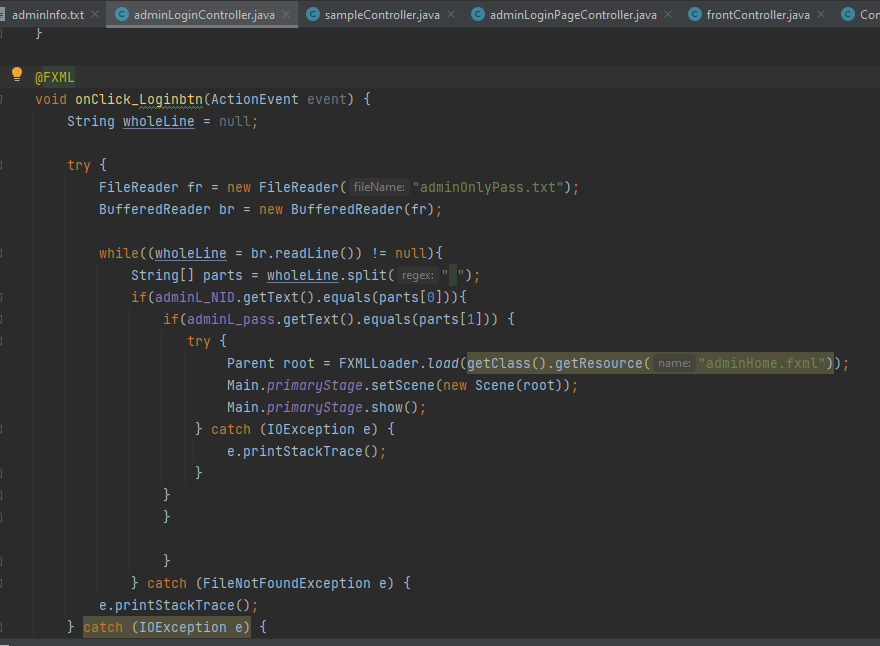 adminInfo.txt adminLoginController.java sampleController.java adminLoginPageController.java frontController.java Con
}
@FXML
void onClick_Loginbtn(ActionEvent event) {
String wholeLine = null;
try {
FileReader fr = new FileReader( fileName: "adminOnlyPass.txt");
BufferedReader br = new BufferedReader(fr);
while((wholeLine = br.readLine()) != null){
String[] parts = wholeLine.split( regex: " ");
if(adminL_NID.getText().equals(parts[0])){
if(adminL_pass.getText().equals(parts[1])) {
try {
Parent root = FXMLLoader.load(getClass().getResource( name: "adminHome.fxml"));
Main.primaryStage.setScene(new Scene(root));
Main.primaryStage.show();
} catch (IOException e) {
e.printStackTrace();
}
}
}
}
} catch (FileNotFoundException e) {
e.printStackTrace();
} catch (IOException e) {